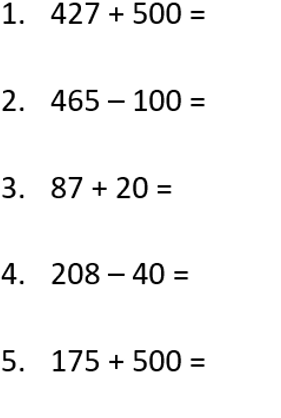 1. 427 + 500 =
2. 465 – 100 =
3. 87 + 20 =
4. 208 – 40 =
5. 175 + 500 =